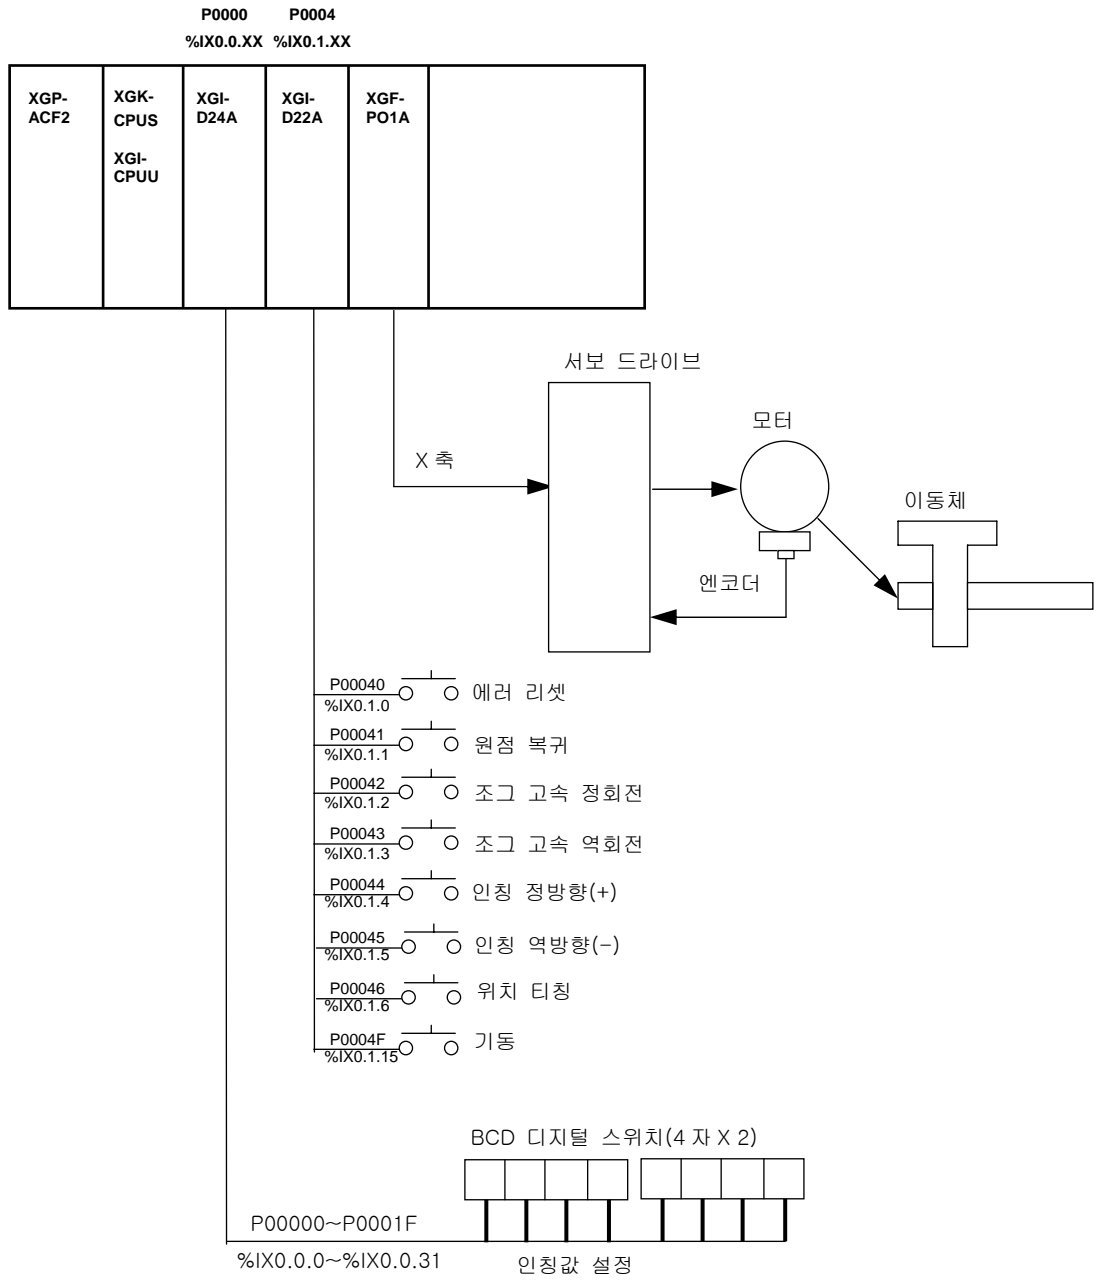 P0000 P0004
%IX0.0.XX %IX0.1.XX
XGP-
ACF2
XGK-
CPUS
XGI-
CPUU
XGI-
D24A
XGI-
D22A
XGF-
PO1A
서보 드라이브
모터
X 축
이동체
엔코더
P00040
%IX0.1.0
에러 리셋
P00041
%IX0.1.1
원점 복귀
P00042
%IX0.1.2
조그 고속 정회전
P00043
%IX0.1.3
조그 고속 역회전
P00044
%IX0.1.4
인칭 정방향(+)
P00045
%IX0.1.5
인칭 역방향(-)
P00046
%IX0.1.6
위치 티칭
P0004F
%IX0.1.15
기동
BCD 디지털 스위치(4 자 X 2)
P00000~P0001F
%IX0.0.0~%IX0.0.31
인칭값 설정